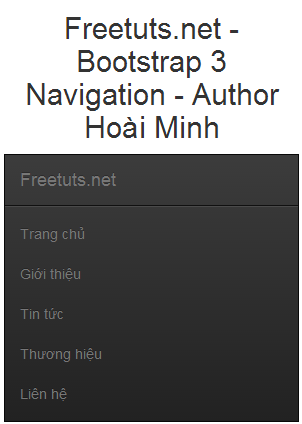 Freetuts.net -
Bootstrap 3
Navigation - Author
Hoài Minh
Freetuts.net
Trang chủ
Giới thiệu
Tin tức
Thương hiệu
Liên hệ